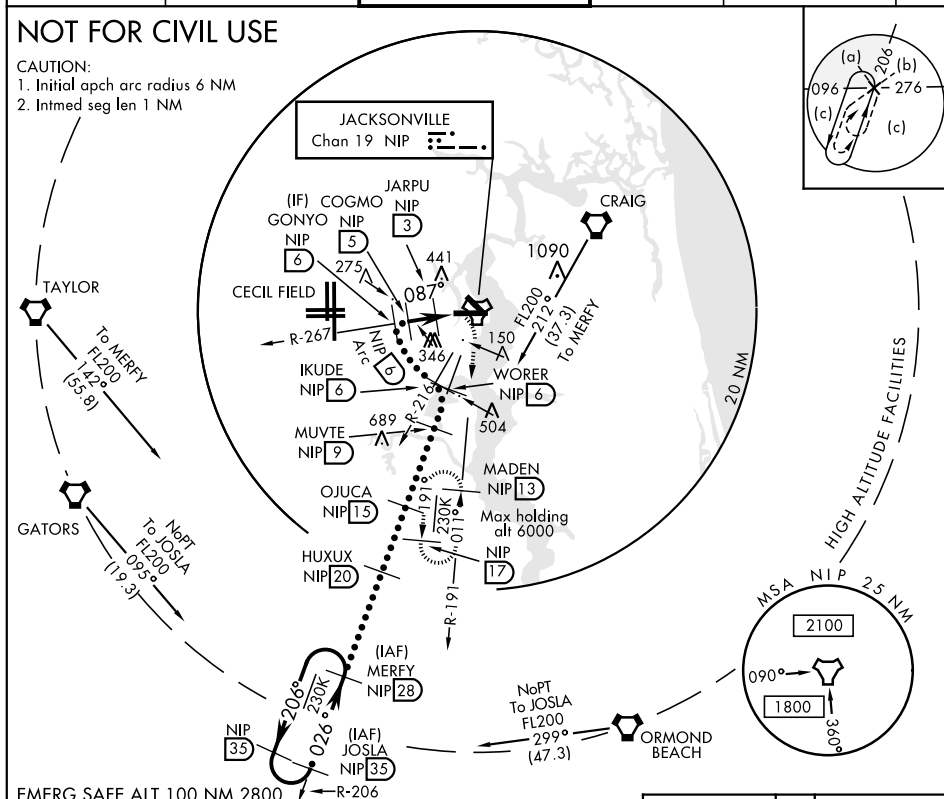 NOT FOR CIVIL USE
CAUTION:
1. Initial apch arc radius 6 NM
2. Intmed seg len 1 NM
JACKSONVILLE
Chan 19 NIP
(a)
206
(b)
096
276
(c)
(c)
(IF)
GONYO
NIP
6
COGMO
NIP
5
JARPU
NIP
3
CRAIG
275
441
1090
087°
CECIL FIELD
TAYLOR
R-267
NIP
6
Arc
346
150
FL200
212°
(37.3)
To MERFY
To MERFY
FL200
142°
(55.8)
IKUDE
NIP 6
WORER
NIP 6
R-216
504
20 NM
689
MUVTE
NIP 9
MADEN
NIP 13
GATORS
OJUCA
NIP 15
191°
230K
011°
Max holding
alt 6000
NoPT
To JOSLA
FL200
095°
(19.3)
HUXUX
NIP 20
NIP
17
R-191
HIGH ALTITUDE FACILITIES
MSA NIP 25 NM
2100
090°
1800
360°
(IAF)
MERFY
NIP 28
206°
230K
026°
NIP
35
(IAF)
JOSLA
NIP 35
R-206
NoPT
To JOSLA
FL200
299°
(47.3)
ORMOND
BEACH
EMERG SAFE ALT 100 NM 2800